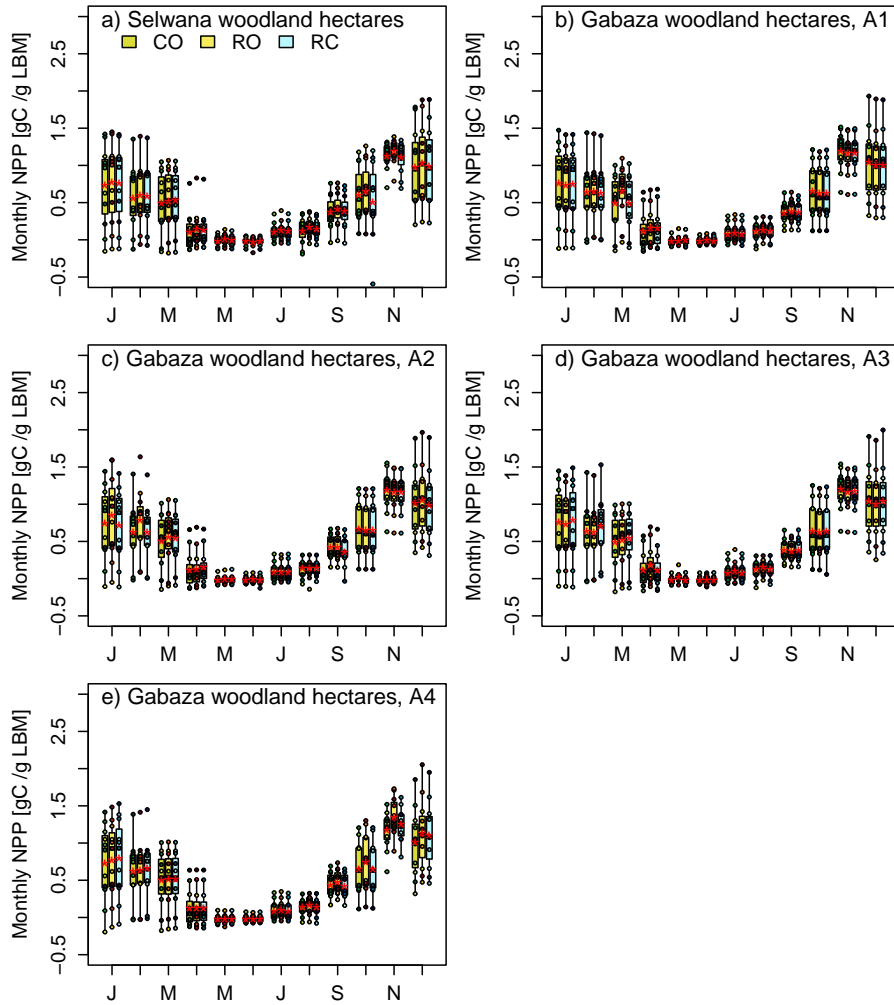 a) Selwana woodland hectares
CO RO RC
Monthly NPP [gC /g LBM]
−0.5 0.5 1.5 2.5
J M M J S N
b) Gabaza woodland hectares, A1
Monthly NPP [gC /g LBM]
−0.5 0.5 1.5 2.5
J M M J S N
c) Gabaza woodland hectares, A2
Monthly NPP [gC /g LBM]
−0.5 0.5 1.5 2.5
J M M J S N
d) Gabaza woodland hectares, A3
Monthly NPP [gC /g LBM]
−0.5 0.5 1.5 2.5
J M M J S N
e) Gabaza woodland hectares, A4
Monthly NPP [gC /g LBM]
−0.5 0.5 1.5 2.5
J M M J S N